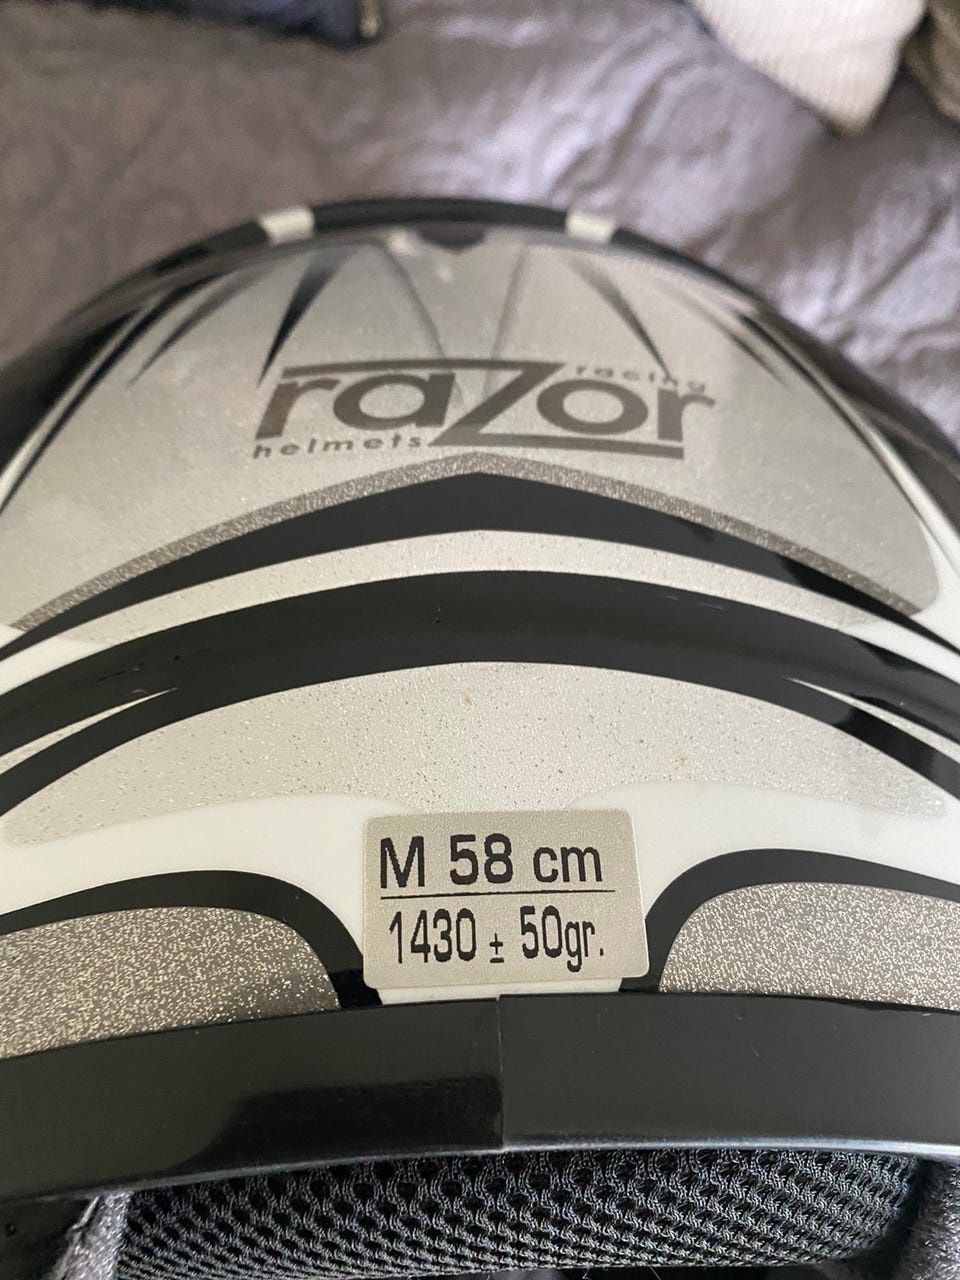 racing
razor
helmets
M 58 cm
1430 ± 50gr.